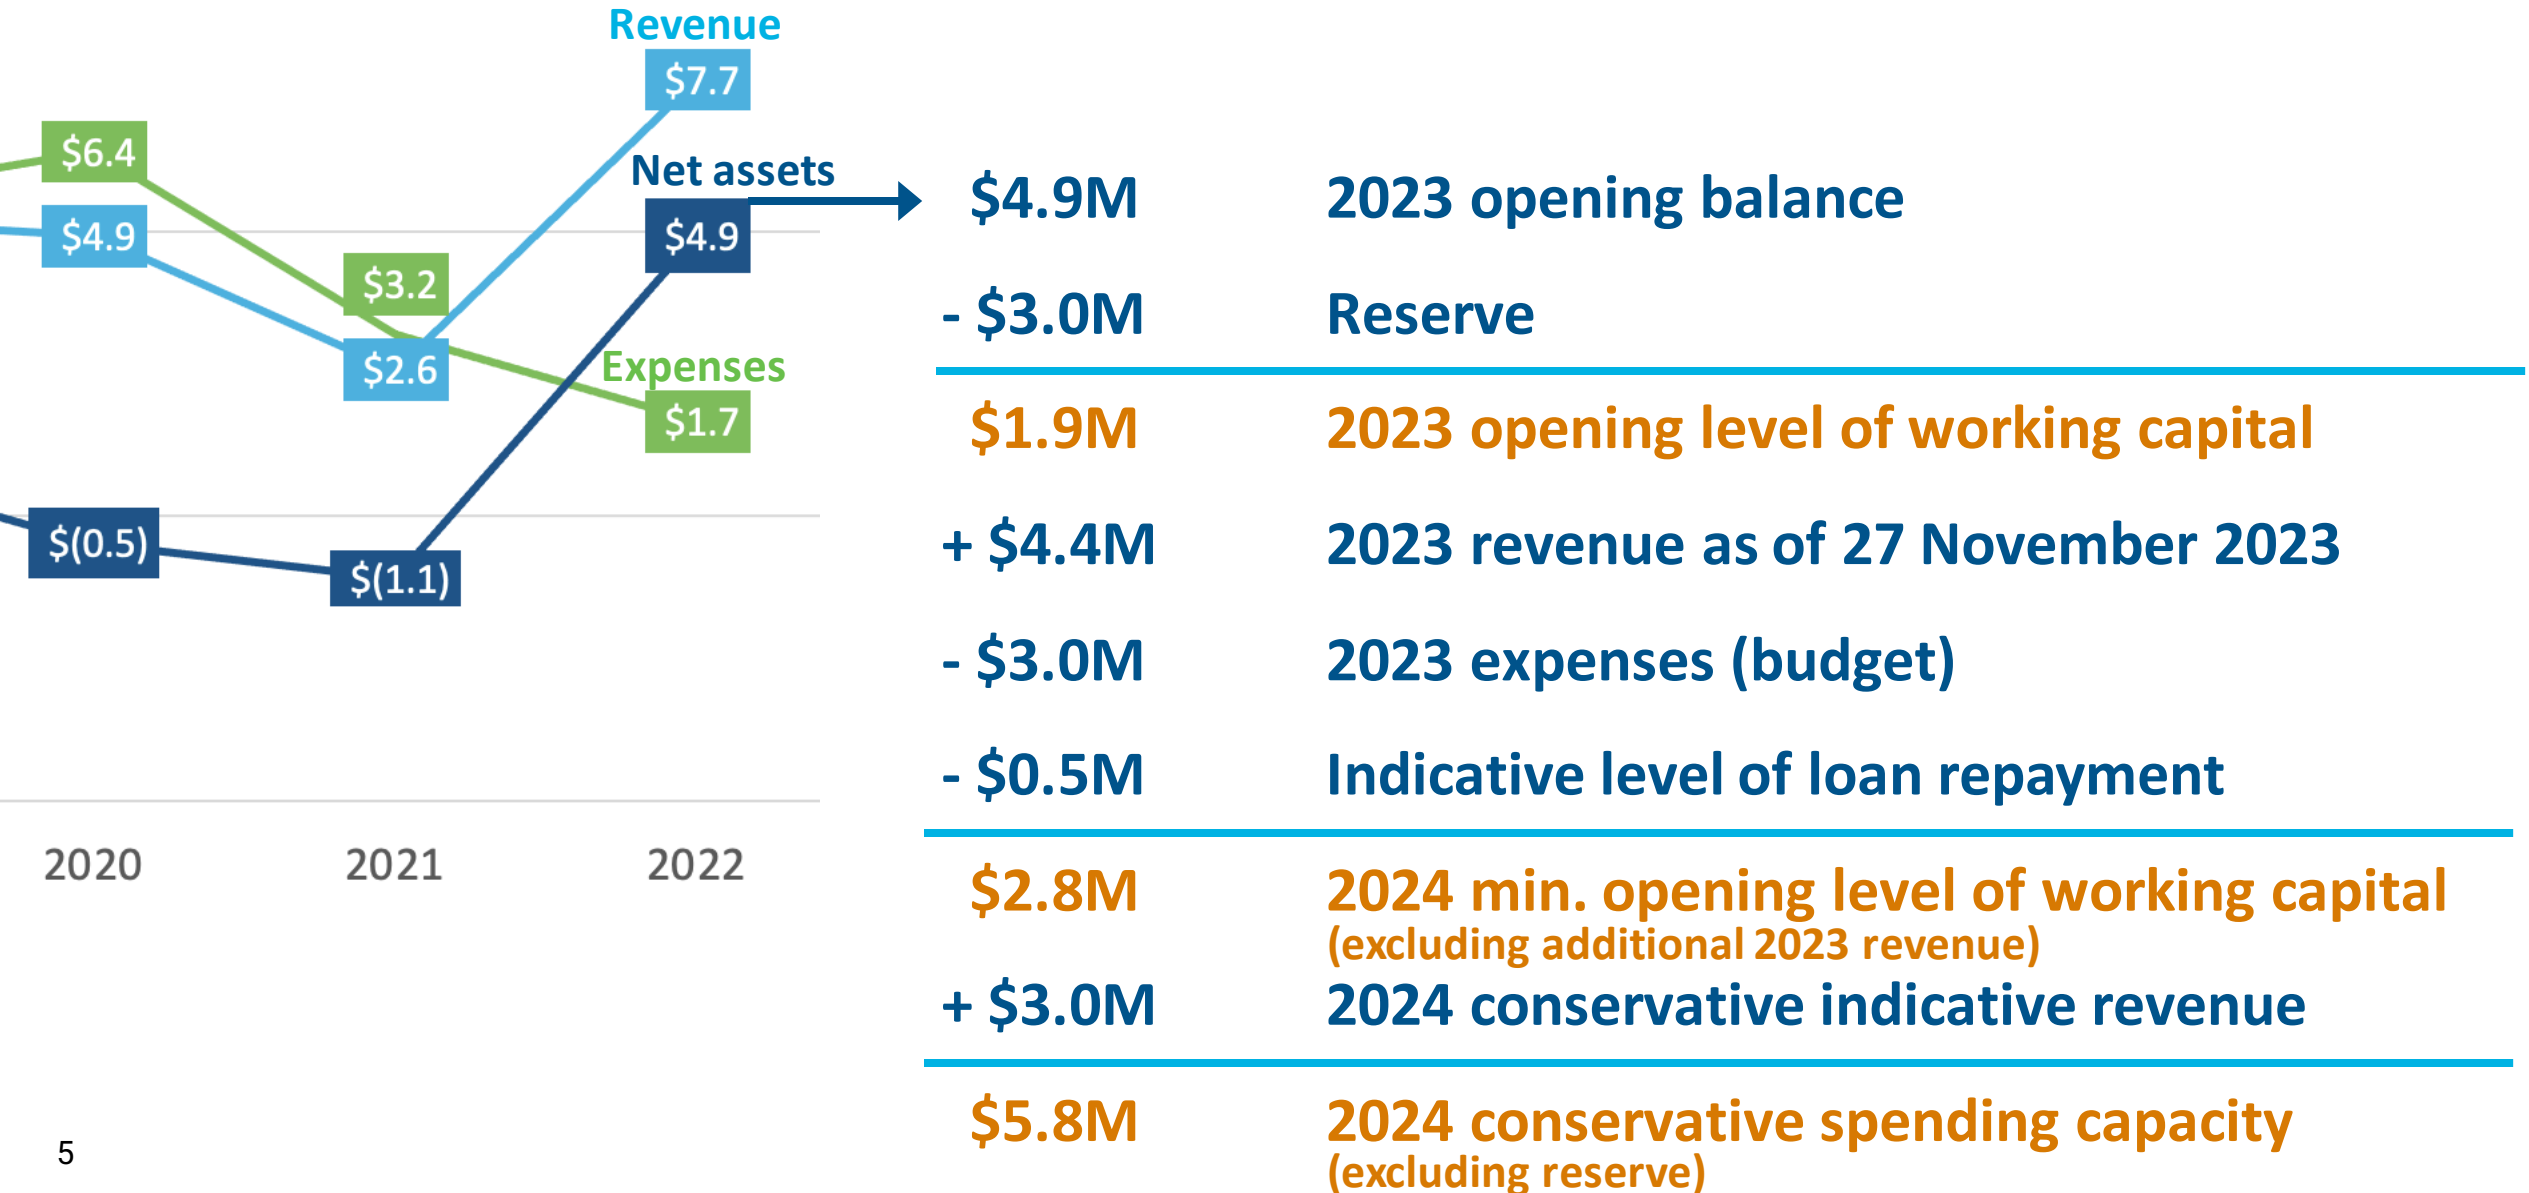 Revenue
$7.7
$6.4
Net assets
$4.9
$4.9
$3.2
$2.6
Expenses
$1.7
$(0.5)
$(1.1)
2020 2021 2022
$4.9M 2023 opening balance
- $3.0M Reserve
$1.9M 2023 opening level of working capital
+ $4.4M 2023 revenue as of 27 November 2023
- $3.0M 2023 expenses (budget)
- $0.5M Indicative level of loan repayment
$2.8M 2024 min. opening level of working capital
(excluding additional 2023 revenue)
+ $3.0M 2024 conservative indicative revenue
$5.8M 2024 conservative spending capacity
(excluding reserve)
5